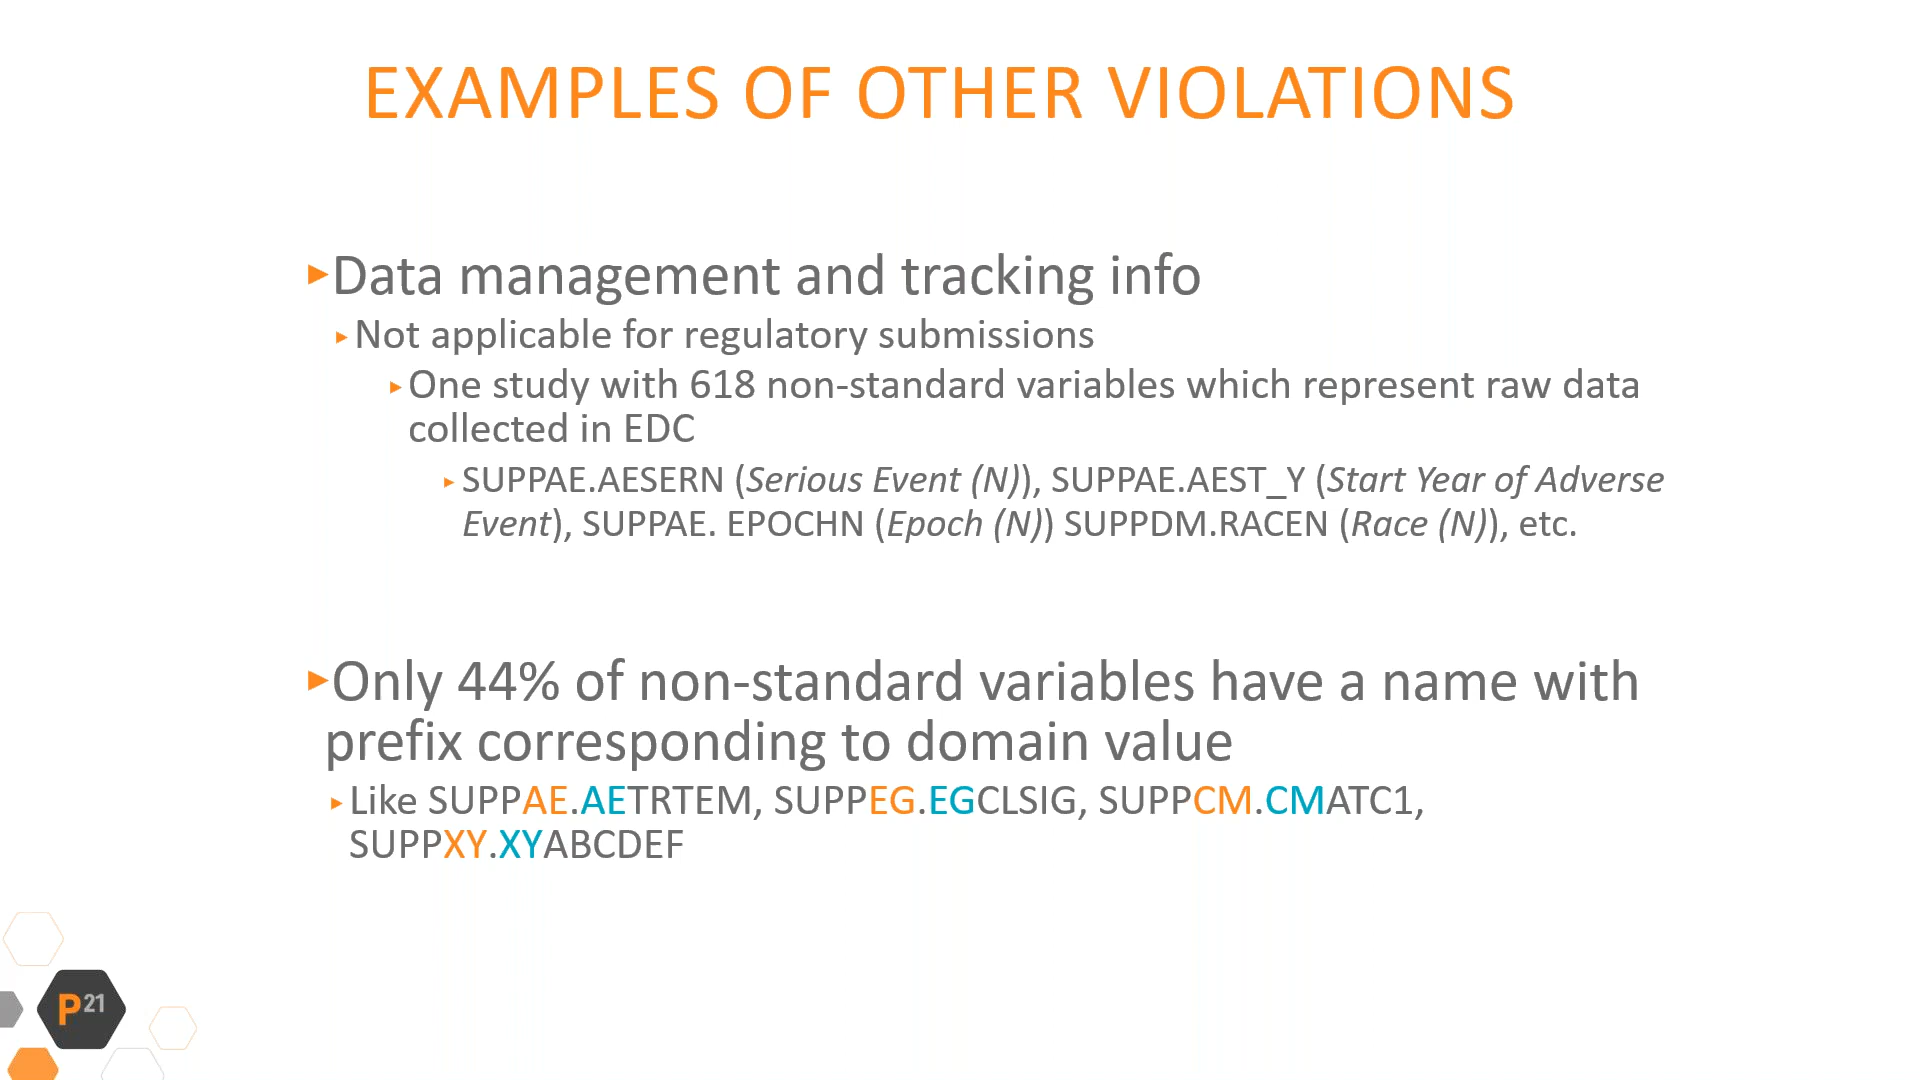 EXAMPLES OF OTHER VIOLATIONS
Data management and tracking info
Not applicable for regulatory submissions
One study with 618 non-standard variables which represent raw data
collected in EDC
SUPPAE.AESERN (Serious Event (N)), SUPPAE.AEST_Y (Start Year of Adverse
Event), SUPPAE. EPOCHN (Epoch (N)) SUPPDM.RACEN (Race (N)), etc.
Only 44% of non-standard variables have a name with
prefix corresponding to domain value
Like SUPPAE.AETRTEM, SUPPEG.EGCLSIG, SUPPCM.CMATC1,
SUPPXY.XYABCDEF
P21